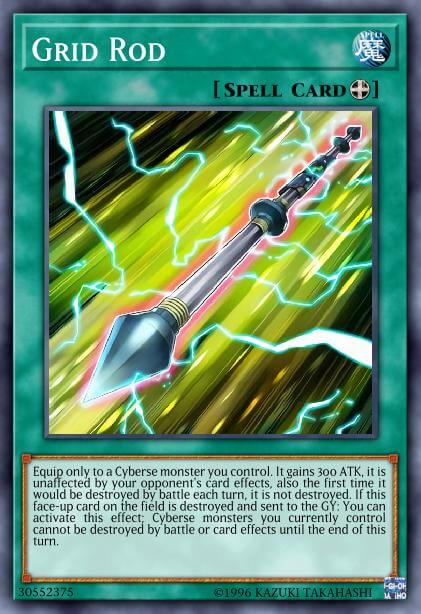 GRID ROD
SPELL
魔
[SPELL CARD]
Equip only to a Cyberse monster you control. It gains 300 ATK, it is
unaffected by your opponent's card effects, also the first time it
would be destroyed by battle each turn, it is not destroyed. If this
face-up card on the field is destroyed and sent to the GY: You can
activate this effect; Cyberse monsters you currently control
cannot be destroyed by battle or card effects until the end of this
turn.
30552375
©1996 KAZUKI TAKAHASHI